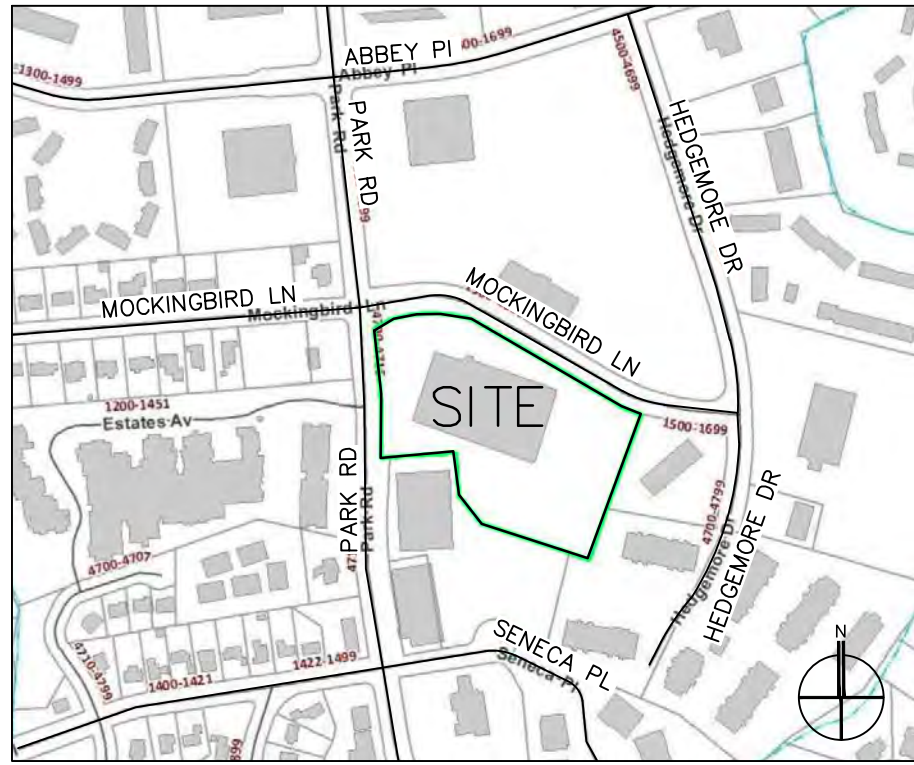 ABBEY Pl
00-1699
Abbey Pl
1300-1499
4500-4699
PARK RD
Park Rd
HEDGEMORE DR
Hedgemore Dr
99
MOCKINGBIRD LN
Mockingbird Ln
MOCKINGBIRD LN
SITE
1200-1451
Estates Av
1500-1699
PARK RD
Park Rd
4700-4799
HEDGEMORE DR
Hedgemore Dr
4700-4707
4710-4799
1400-1421
1422-1499
SENECA PL
Seneca Pl
N